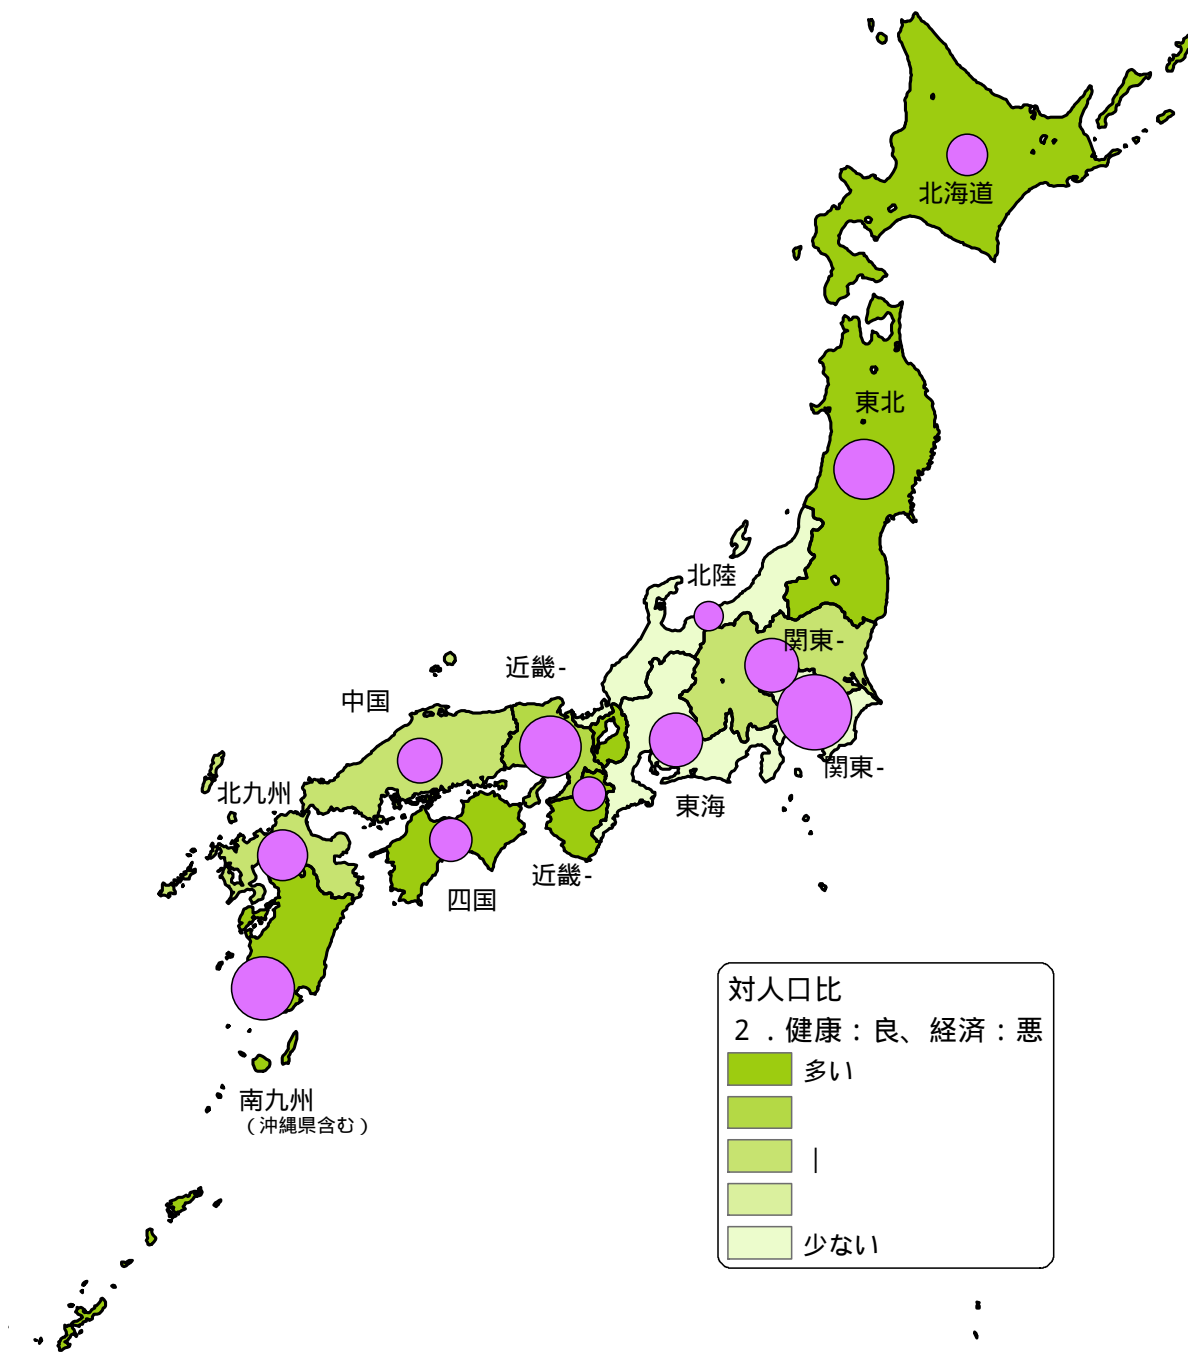 北海道
東北
北陸
関東-
近畿-
中国
関東-
北九州
東海
近畿-
四国
南九州
（沖縄県含む）
対人口比
２．健康：良、経済：悪
多い
｜
少ない